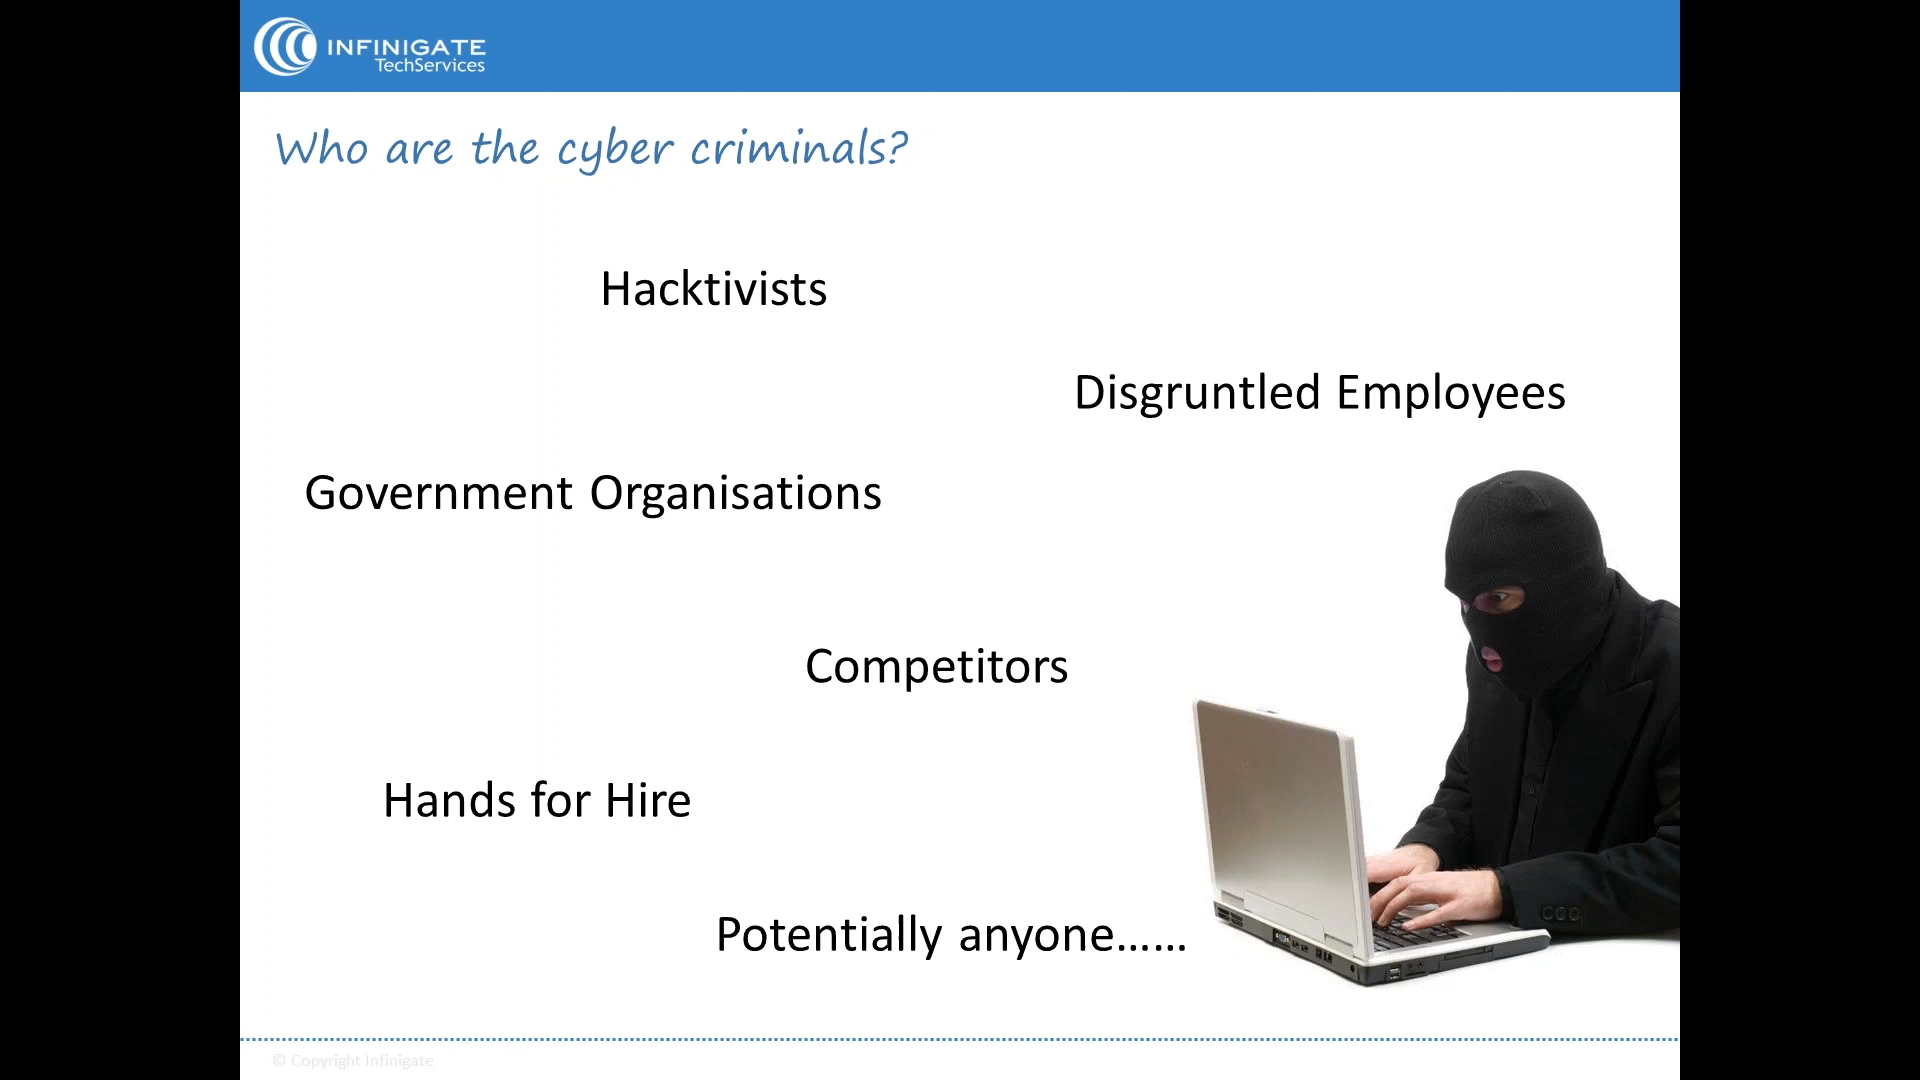 INFINIGATE
TechServices
Who are the cyber criminals?
Hacktivists
Disgruntled Employees
Government Organisations
Competitors
Hands for Hire
Potentially anyone......
© Copyright Infinigate